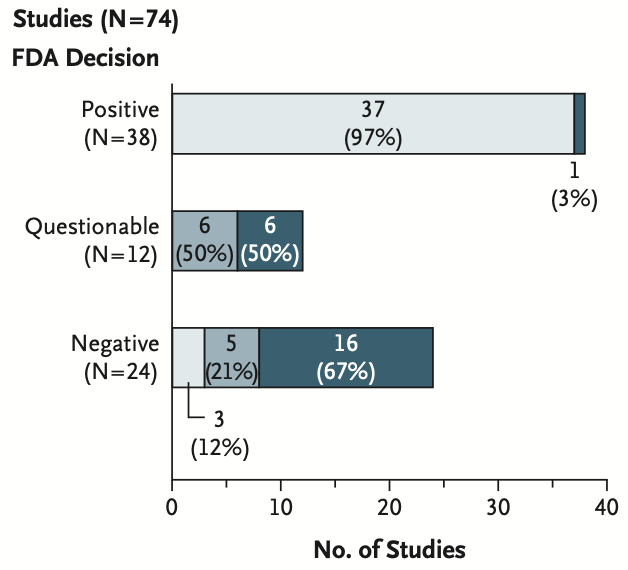 Studies (N=74)
FDA Decision
Positive
(N=38)
37
(97%)
1
(3%)
Questionable
(N=12)
6
(50%)
6
(50%)
Negative
(N=24)
5
(21%)
16
(67%)
3
(12%)
0 10 20 30 40
No. of Studies